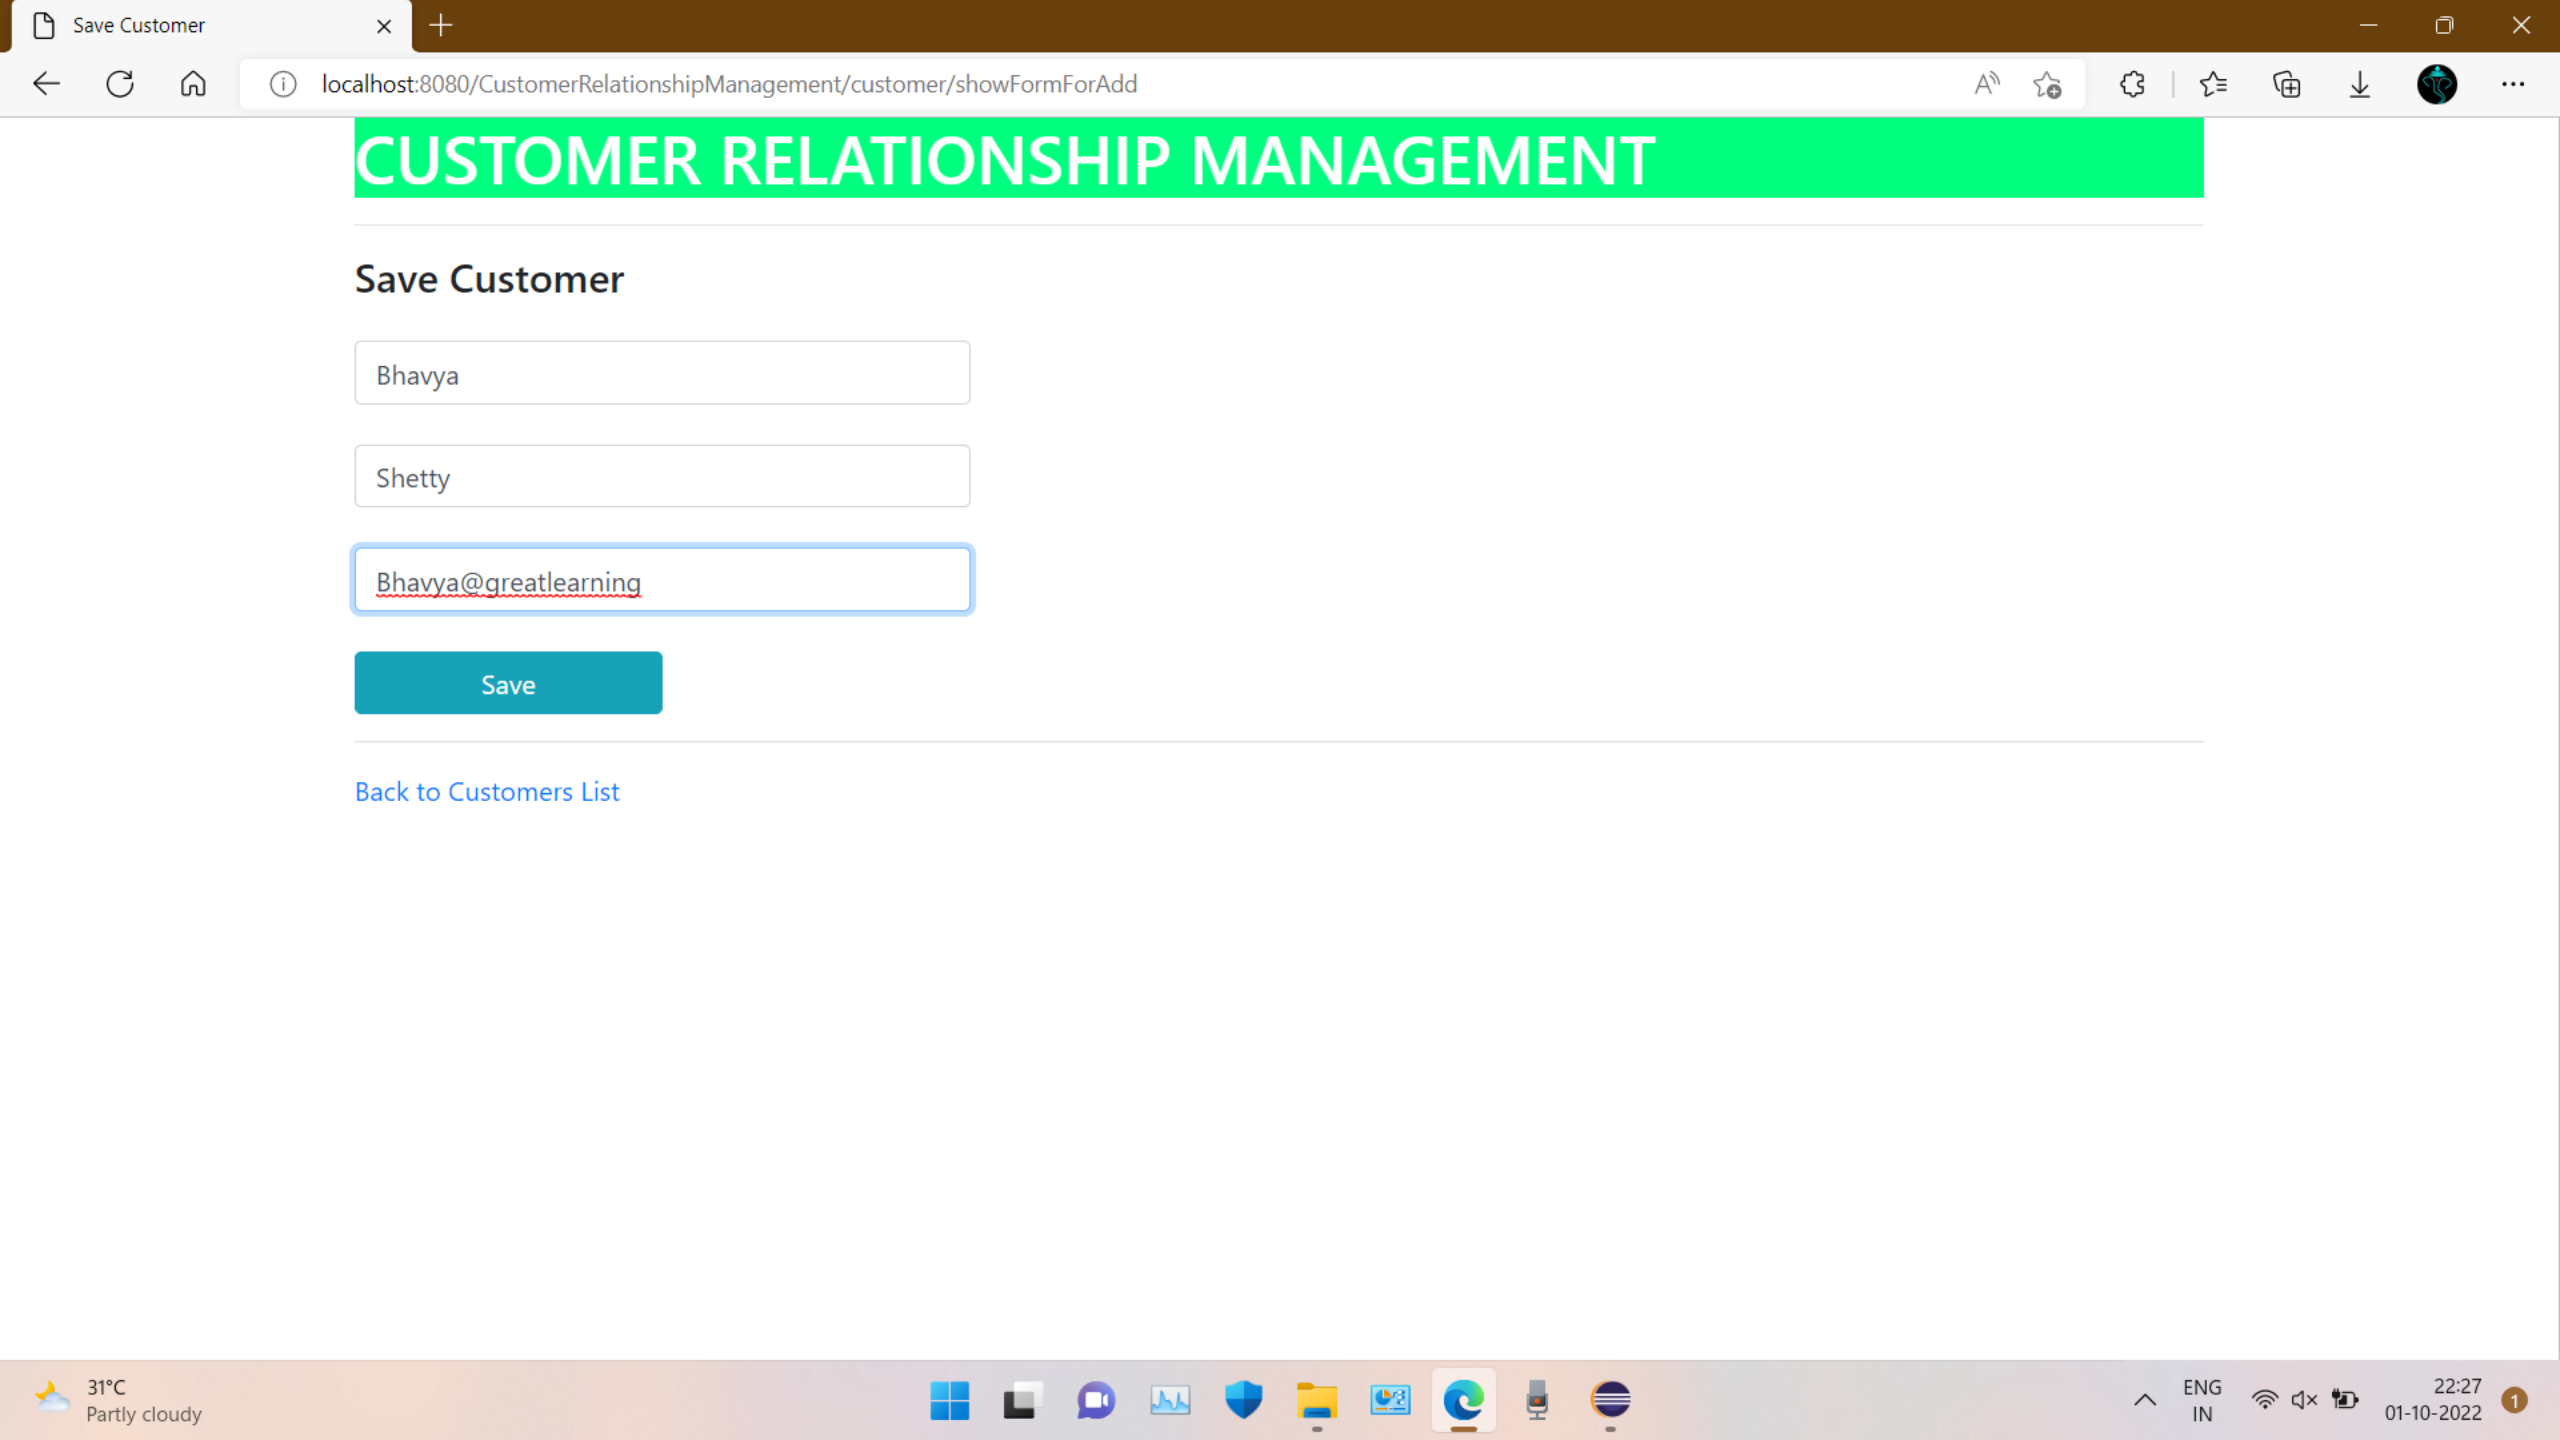 Save Customer
localhost:8080/CustomerRelationshipManagement/customer/showFormForAdd
CUSTOMER RELATIONSHIP MANAGEMENT
Save Customer
Bhavya
Shetty
Bhavya@greatlearning
Save
Back to Customers List
31°C
Partly cloudy
ENG
IN
22:27
01-10-2022
1